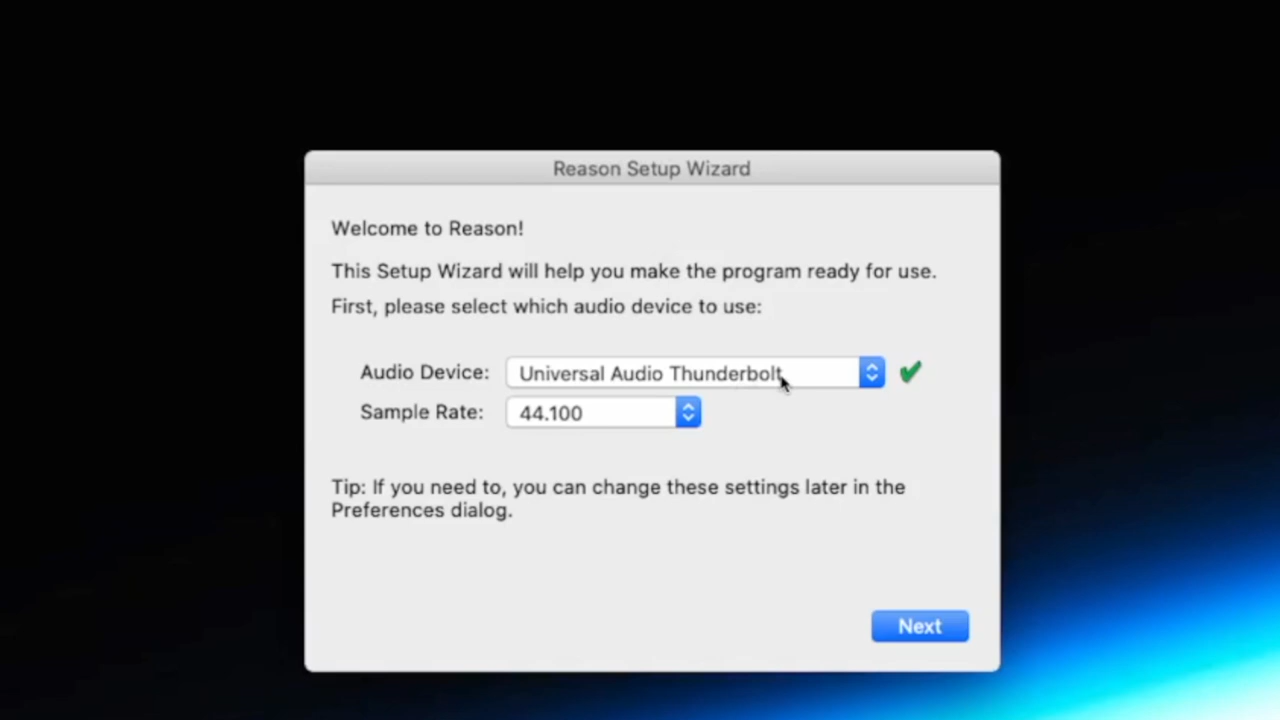 Reason Setup Wizard
Welcome to Reason!
This Setup Wizard will help you make the program ready for use.
First, please select which audio device to use:
Audio Device: Universal Audio Thunderbolt
Sample Rate: 44.100
Tip: If you need to, you can change these settings later in the
Preferences dialog.
Next